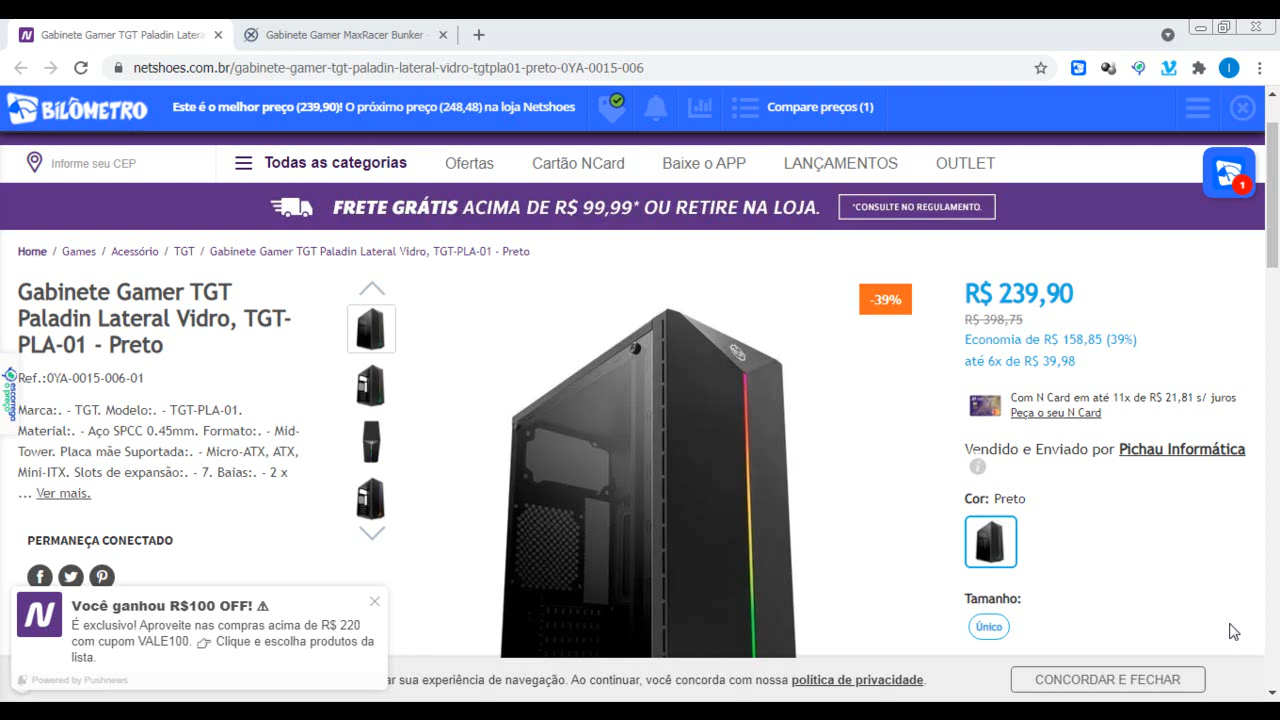 Gabinete Gamer TGT Paladin Latera
Gabinete Gamer MaxRacer Bunker -
netshoes.com.br/gabinete-gamer-tgt-paladin-lateral-vidro-tgtpla01-preto-0YA-0015-006
I
BILÔMETRO
Este é o melhor preço (239,90)! O próximo preço (248,48) na loja Netshoes
Compare preços (1)
Informe seu CEP
Todas as categorias
Ofertas
Cartão NCard
Baixe o APP
LANÇAMENTOS
OUTLET
1
FRETE GRÁTIS ACIMA DE R$ 99,99* OU RETIRE NA LOJA.
*CONSULTE NO REGULAMENTO.
Home / Games / Acessório / TGT / Gabinete Gamer TGT Paladin Lateral Vidro, TGT-PLA-01 - Preto
Gabinete Gamer TGT
Paladin Lateral Vidro, TGT-
PLA-01 - Preto
Ref.:0YA-0015-006-01
Marca:. - TGT. Modelo:. - TGT-PLA-01.
Material:. - Aço SPCC 0.45mm. Formato:. - Mid-
Tower. Placa mãe Suportada:. - Micro-ATX, ATX,
Mini-ITX. Slots de expansão:. - 7. Baias:. - 2 x
... Ver mais.
escorrega
o preço
PERMANEÇA CONECTADO
-39%
R$ 239,90
R$ 398,75
Economia de R$ 158,85 (39%)
até 6x de R$ 39,98
Com N Card em até 11x de R$ 21,81 s/ juros
Peça o seu N Card
Vendido e Enviado por Pichau Informática
Cor: Preto
Tamanho:
Único
N
Você ganhou R$100 OFF! ⚠
É exclusivo! Aproveite nas compras acima de R$ 220
com cupom VALE100. 👉 Clique e escolha produtos da
lista.
Powered by Pushnews
ar sua experiência de navegação. Ao continuar, você concorda com nossa política de privacidade.
CONCORDAR E FECHAR